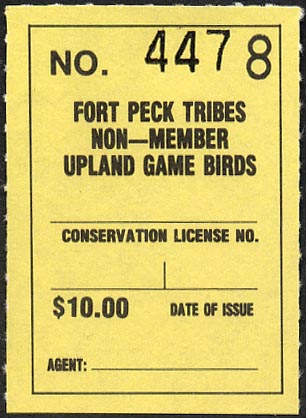 NO. 4478
FORT PECK TRIBES
NON—MEMBER
UPLAND GAME BIRDS
CONSERVATION LICENSE NO.
$10.00 DATE OF ISSUE
AGENT: